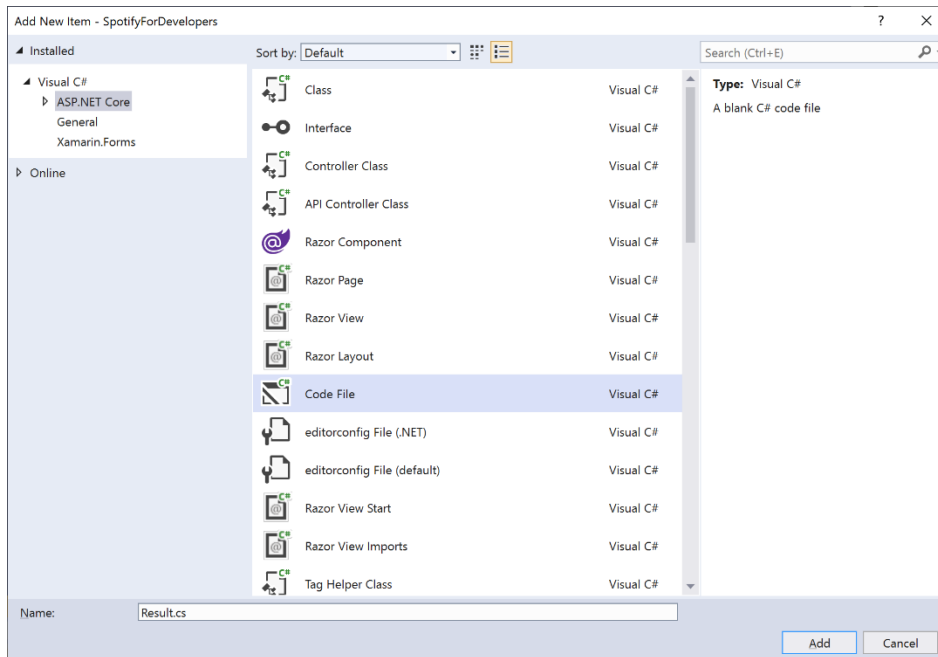 Add New Item - SpotifyForDevelopers
? ×
Installed
Sort by: Default
Search (Ctrl+E)
Visual C#
ASP.NET Core
General
Xamarin.Forms
Online
Class Visual C#
Interface Visual C#
Controller Class Visual C#
API Controller Class Visual C#
Razor Component Visual C#
Razor Page Visual C#
Razor View Visual C#
Razor Layout Visual C#
Code File Visual C#
editorconfig File (.NET) Visual C#
editorconfig File (default) Visual C#
Razor View Start Visual C#
Razor View Imports Visual C#
Tag Helper Class Visual C#
Type: Visual C#
A blank C# code file
Name: Result.cs
Add Cancel